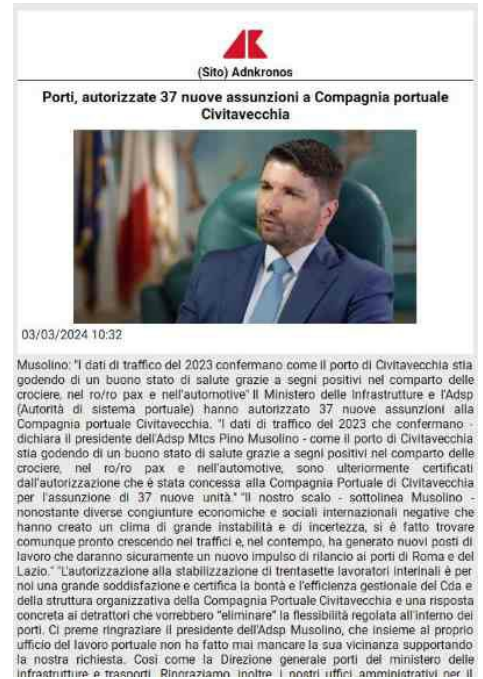 (Sito) Adnkronos
Porti, autorizzate 37 nuove assunzioni a Compagnia portuale
Civitavecchia
03/03/2024 10:32
Musolino: "I dati di traffico del 2023 confermano come il porto di Civitavecchia stia
godendo di un buono stato di salute grazie a segni positivi nel comparto delle
crociere, nel ro/ro pax e nell'automotive" Il Ministero delle Infrastrutture e l'Adsp
(Autorità di sistema portuale) hanno autorizzato 37 nuove assunzioni alla
Compagnia portuale Civitavecchia. "I dati di traffico del 2023 che confermano -
dichiara il presidente dell'Adsp Mtcs Pino Musolino - come il porto di Civitavecchia
stia godendo di un buono stato di salute grazie a segni positivi nel comparto delle
crociere, nel ro/ro pax e nell'automotive, sono ulteriormente certificati
dall'autorizzazione che è stata concessa alla Compagnia Portuale di Civitavecchia
per l'assunzione di 37 nuove unità." "Il nostro scalo - sottolinea Musolino -
nonostante diverse congiunture economiche e sociali internazionali negative che
hanno creato un clima di grande instabilità e di incertezza, si è fatto trovare
comunque pronto crescendo nei traffici e, nel contempo, ha generato nuovi posti di
lavoro che daranno sicuramente un nuovo impulso di rilancio ai porti di Roma e del
Lazio." "L'autorizzazione alla stabilizzazione di trentasette lavoratori interinali è per
noi una grande soddisfazione e certifica la bontà e l'efficienza gestionale del Cda e
della struttura organizzativa della Compagnia Portuale Civitavecchia e una risposta
concreta ai detrattori che vorrebbero "eliminare" la flessibilità regolata all'interno dei
porti. Ci preme ringraziare il presidente dell'Adsp Musolino, che insieme al proprio
ufficio del lavoro portuale non ha fatto mai mancare la sua vicinanza supportando
la nostra richiesta. Così come la Direzione generale porti del ministero delle
infrastrutture e trasporti. Ringraziamo, inoltre, i nostri uffici amministrativi per il